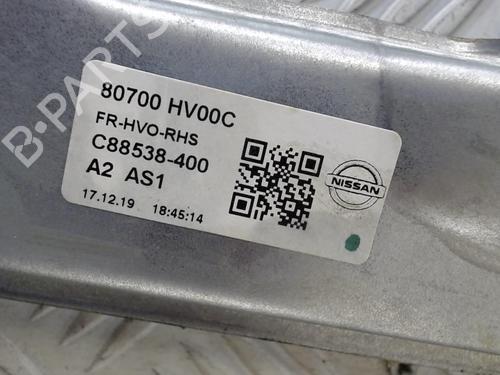 80700 HV00C
FR-HVO-RHS
C88538-400
A2 AS1
17.12.19 18:45:14
NISSAN
B-PARTS